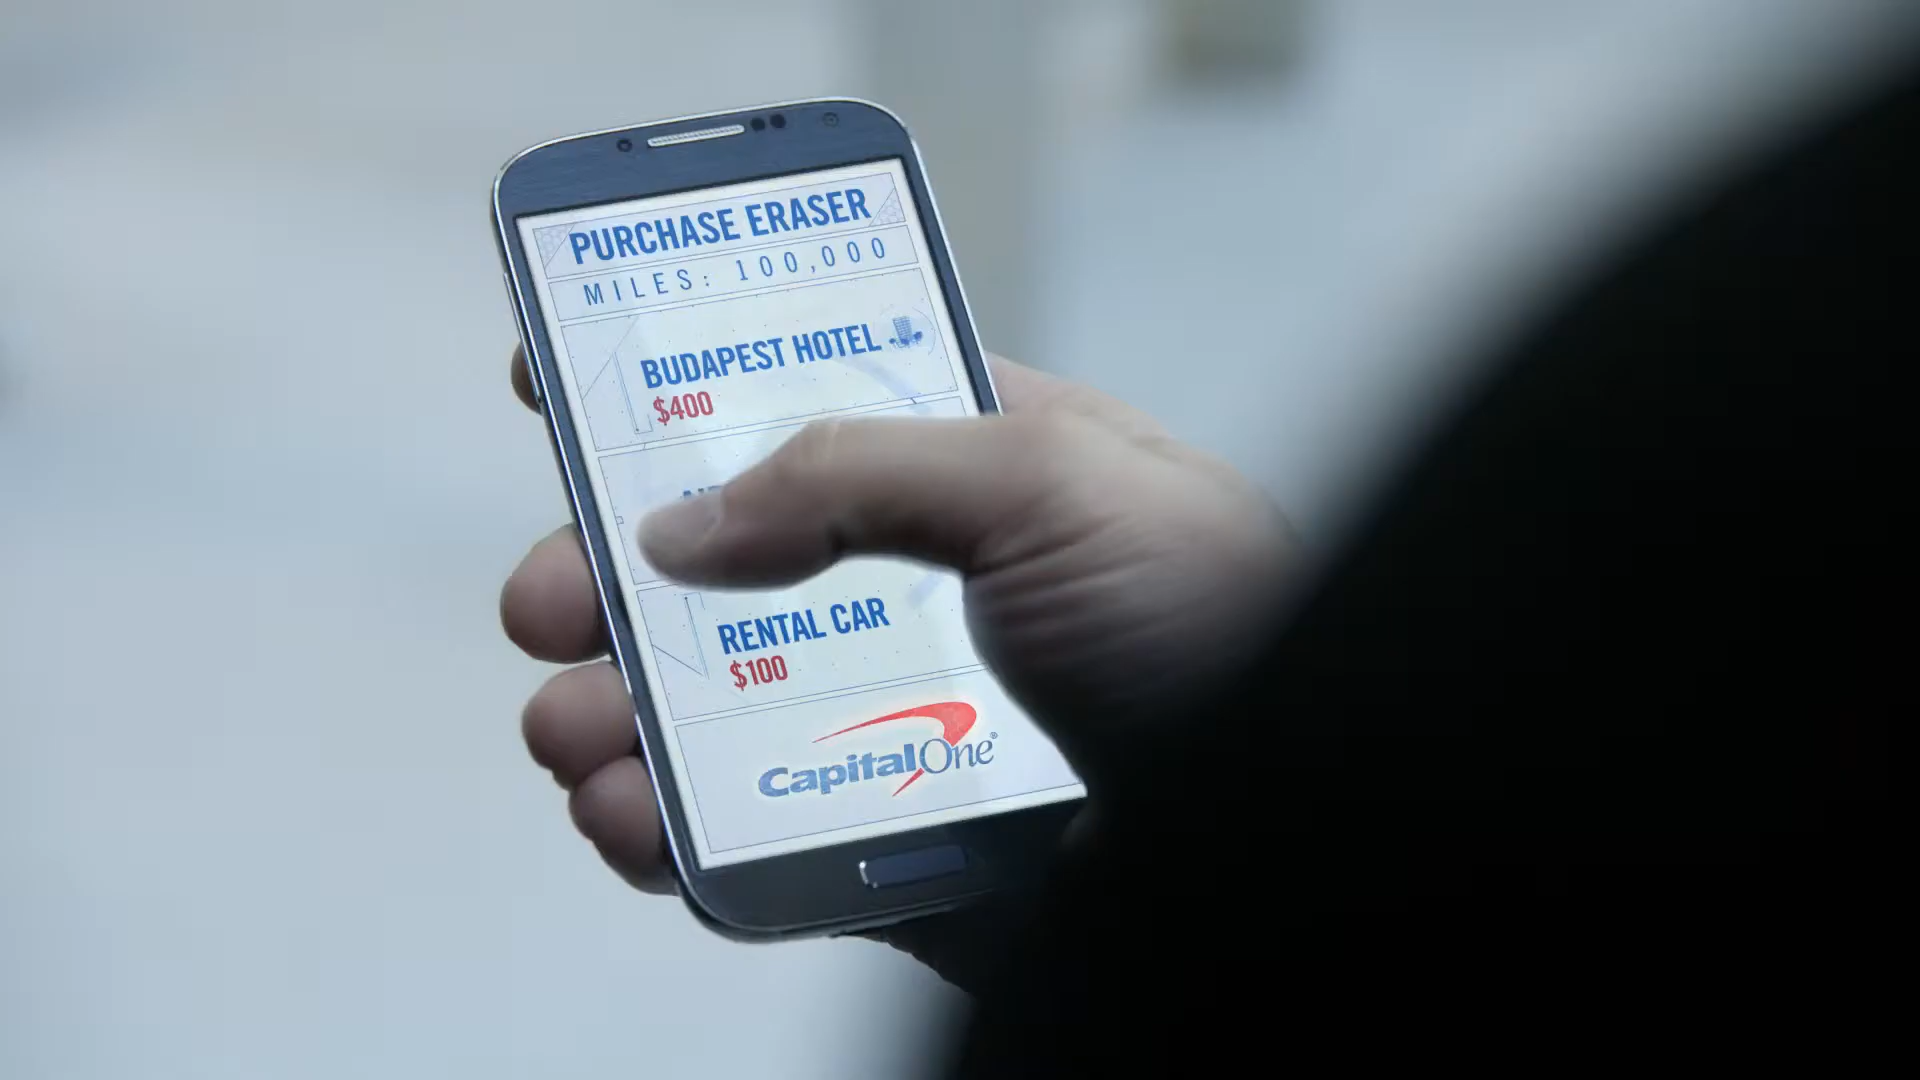 PURCHASE ERASER
MILES: 100,000
BUDAPEST HOTEL
$400
RENTAL CAR
$100
CapitalOne®